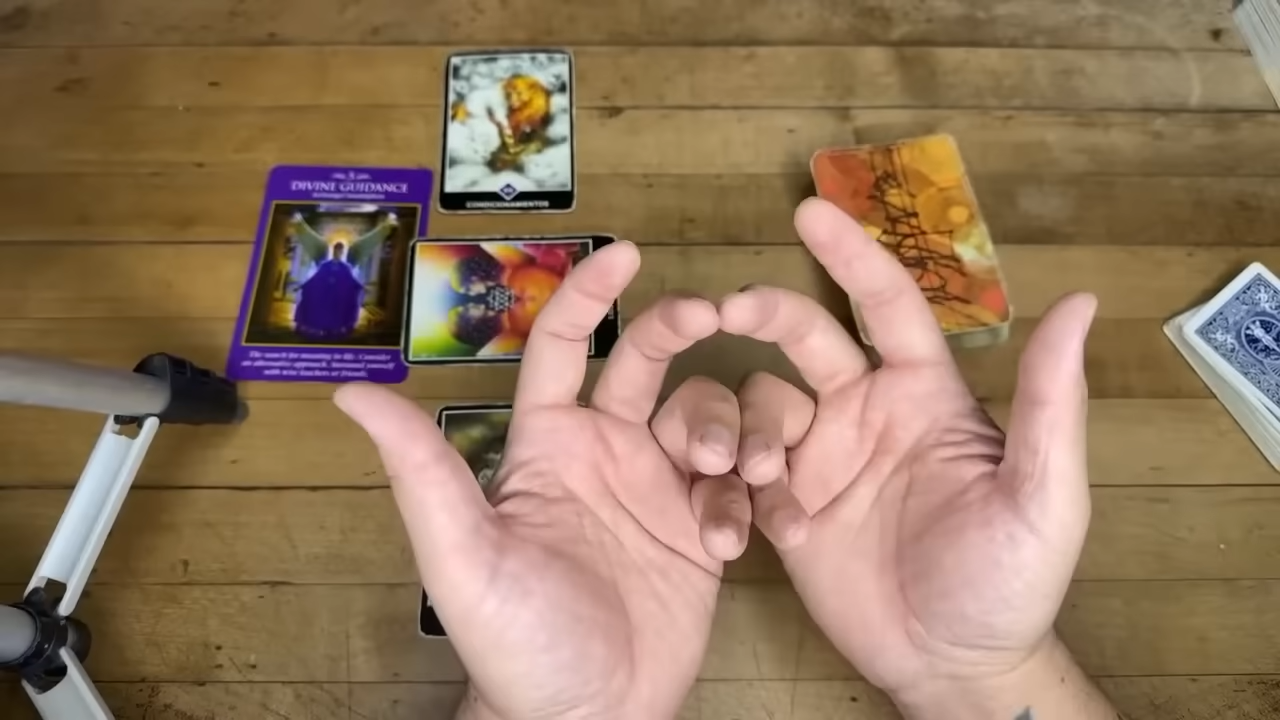 DIVINE GUIDANCE
The search for meaning in life. Consider
an alternative approach. Surround yourself
with wise teachers or friends.
CONDICIONAMENTOS